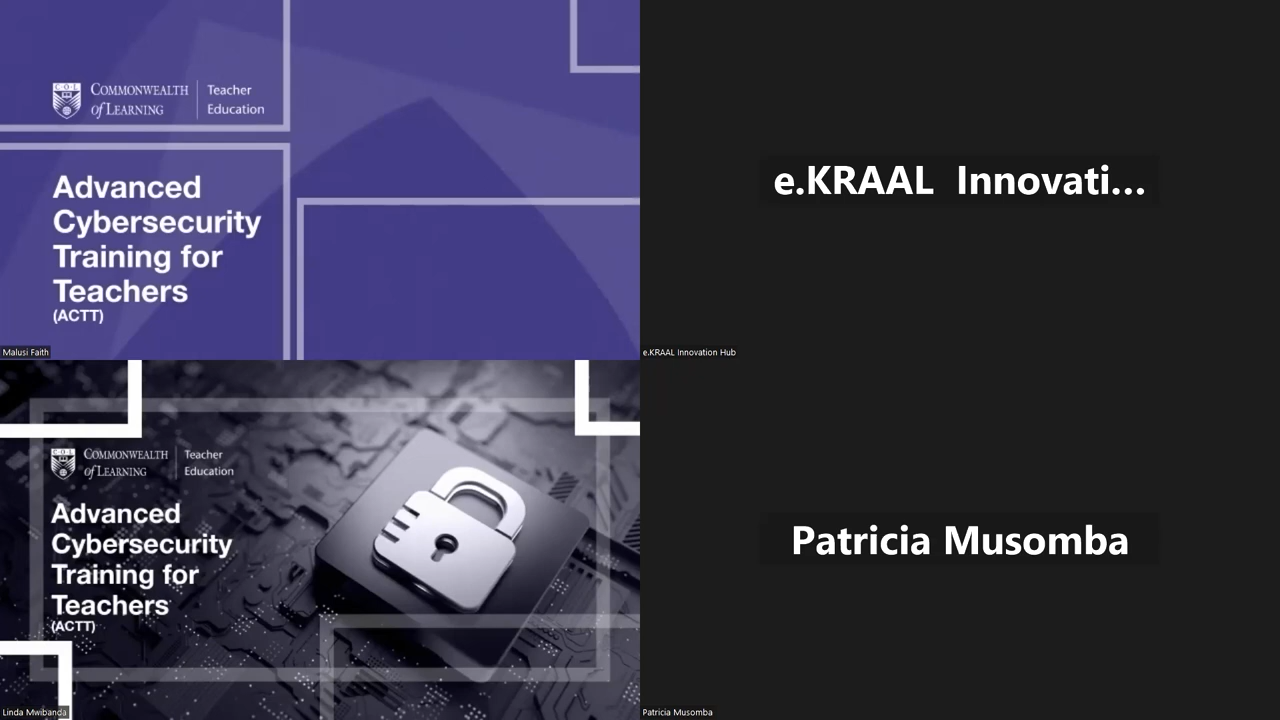 C·O·L
COMMONWEALTH
of LEARNING
Teacher
Education
Advanced
Cybersecurity
Training for
Teachers
(ACTT)
Malusi Faith
e.KRAAL Innovati...
e.KRAAL Innovation Hub
C·O·L
COMMONWEALTH
of LEARNING
Teacher
Education
Advanced
Cybersecurity
Training for
Teachers
(ACTT)
Linda Mwibanda
Patricia Musomba
Patricia Musomba